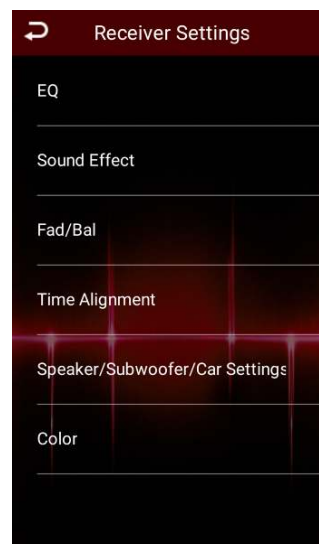 Receiver Settings
EQ
Sound Effect
Fad/Bal
Time Alignment
Speaker/Subwoofer/Car Settings
Color